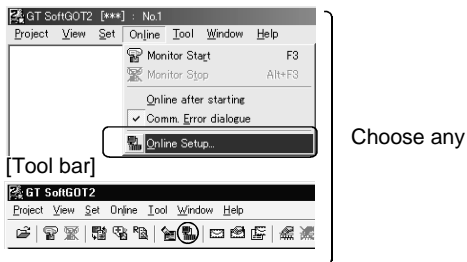 GT SoftGOT2 [***] : No.1
Project View Set Online Tool Window Help
Monitor Start F3
Monitor Stop Alt+F3
Online after starting
Comm. Error dialogue
Online Setup...
Choose any
[Tool bar]
GT SoftGOT2
Project View Set Online Tool Window Help